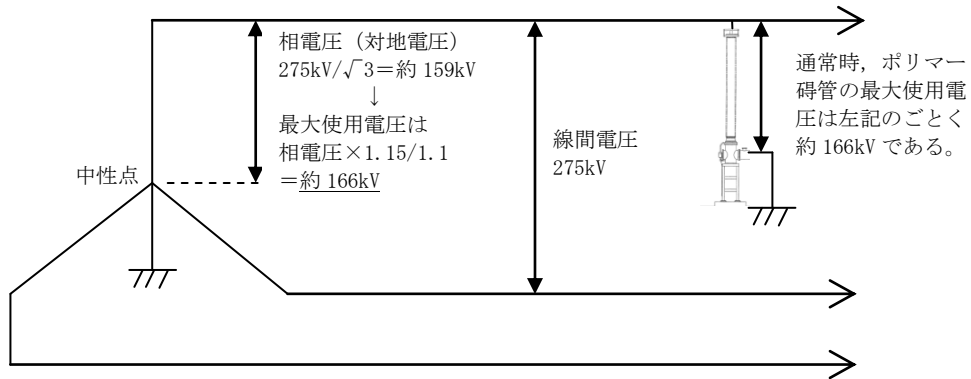 相電圧（対地電圧）
275kV/√3＝約 159kV
↓
最大使用電圧は
相電圧×1.15/1.1
＝約 166kV
中性点
線間電圧
275kV
通常時，ポリマー
碍管の最大使用電
圧は左記のごとく
約 166kV である。